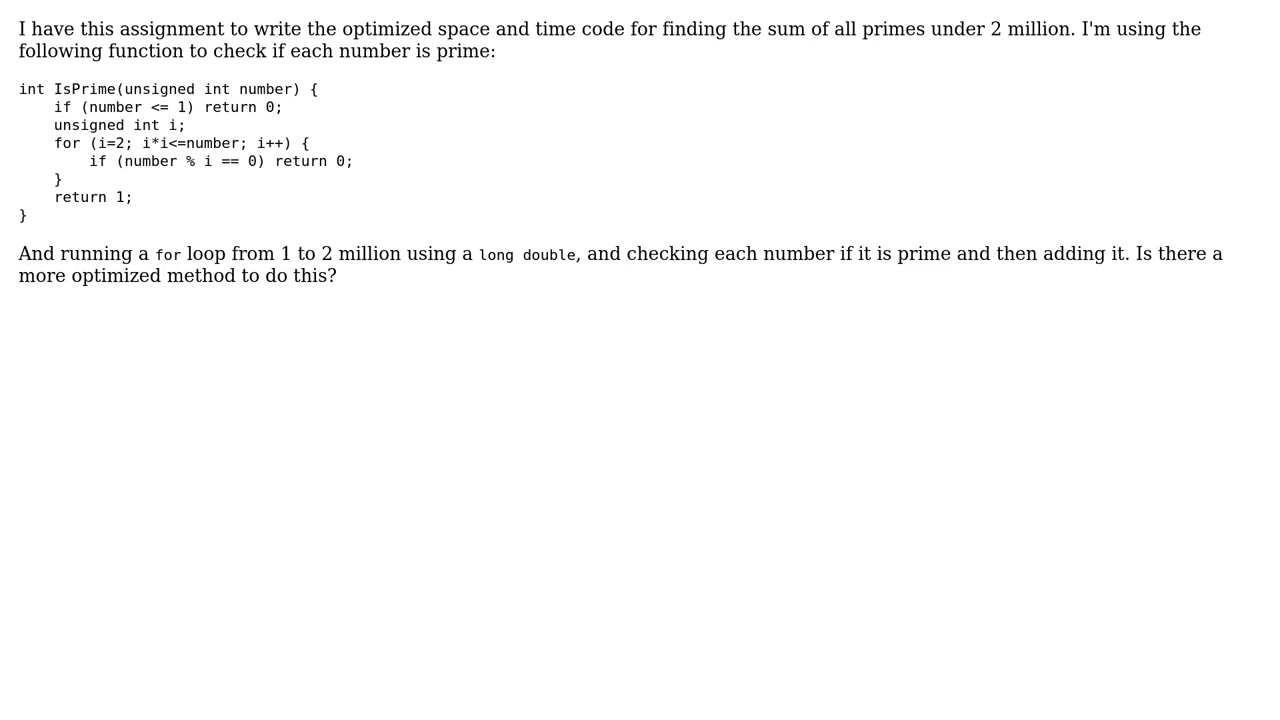 I have this assignment to write the optimized space and time code for finding the sum of all primes under 2 million. I'm using the
following function to check if each number is prime:
int IsPrime(unsigned int number) {
    if (number <= 1) return 0;
    unsigned int i;
    for (i=2; i*i<=number; i++) {
        if (number % i == 0) return 0;
    }
    return 1;
}
And running a for loop from 1 to 2 million using a long double, and checking each number if it is prime and then adding it. Is there a
more optimized method to do this?